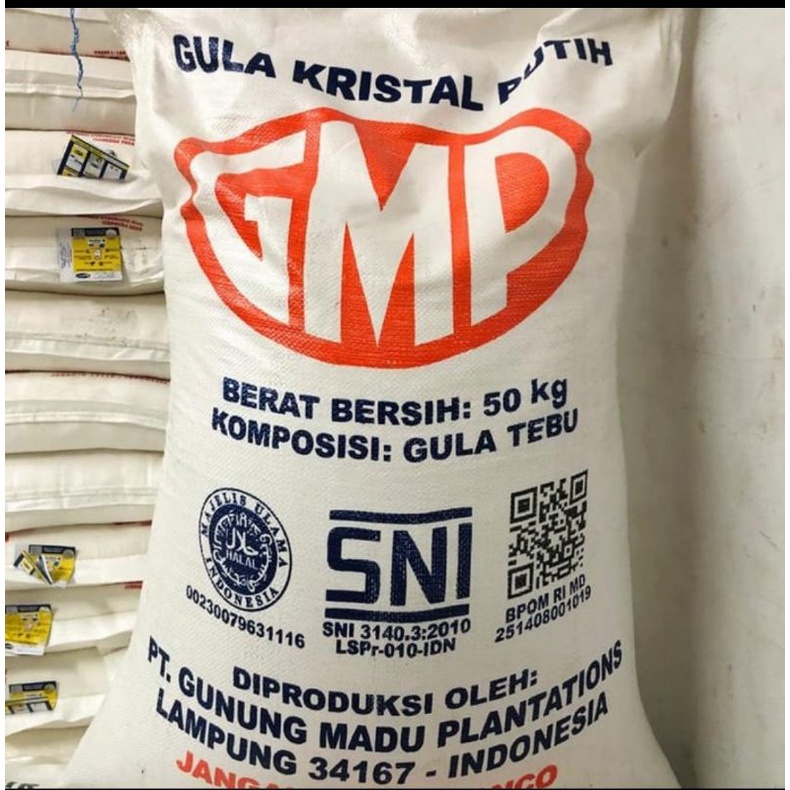 GULA KRISTAL PUTIH
GMP
BERAT BERSIH: 50 kg
KOMPOSISI: GULA TEBU
MAJELIS ULAMA
حلال
HALAL
INDONESIA
00230079631116
SNI
SNI 3140.3:2010
LSPr-010-IDN
BPOM RI MD
251408001019
DIPRODUKSI OLEH:
PT. GUNUNG MADU PLANTATIONS
LAMPUNG 34167 - INDONESIA